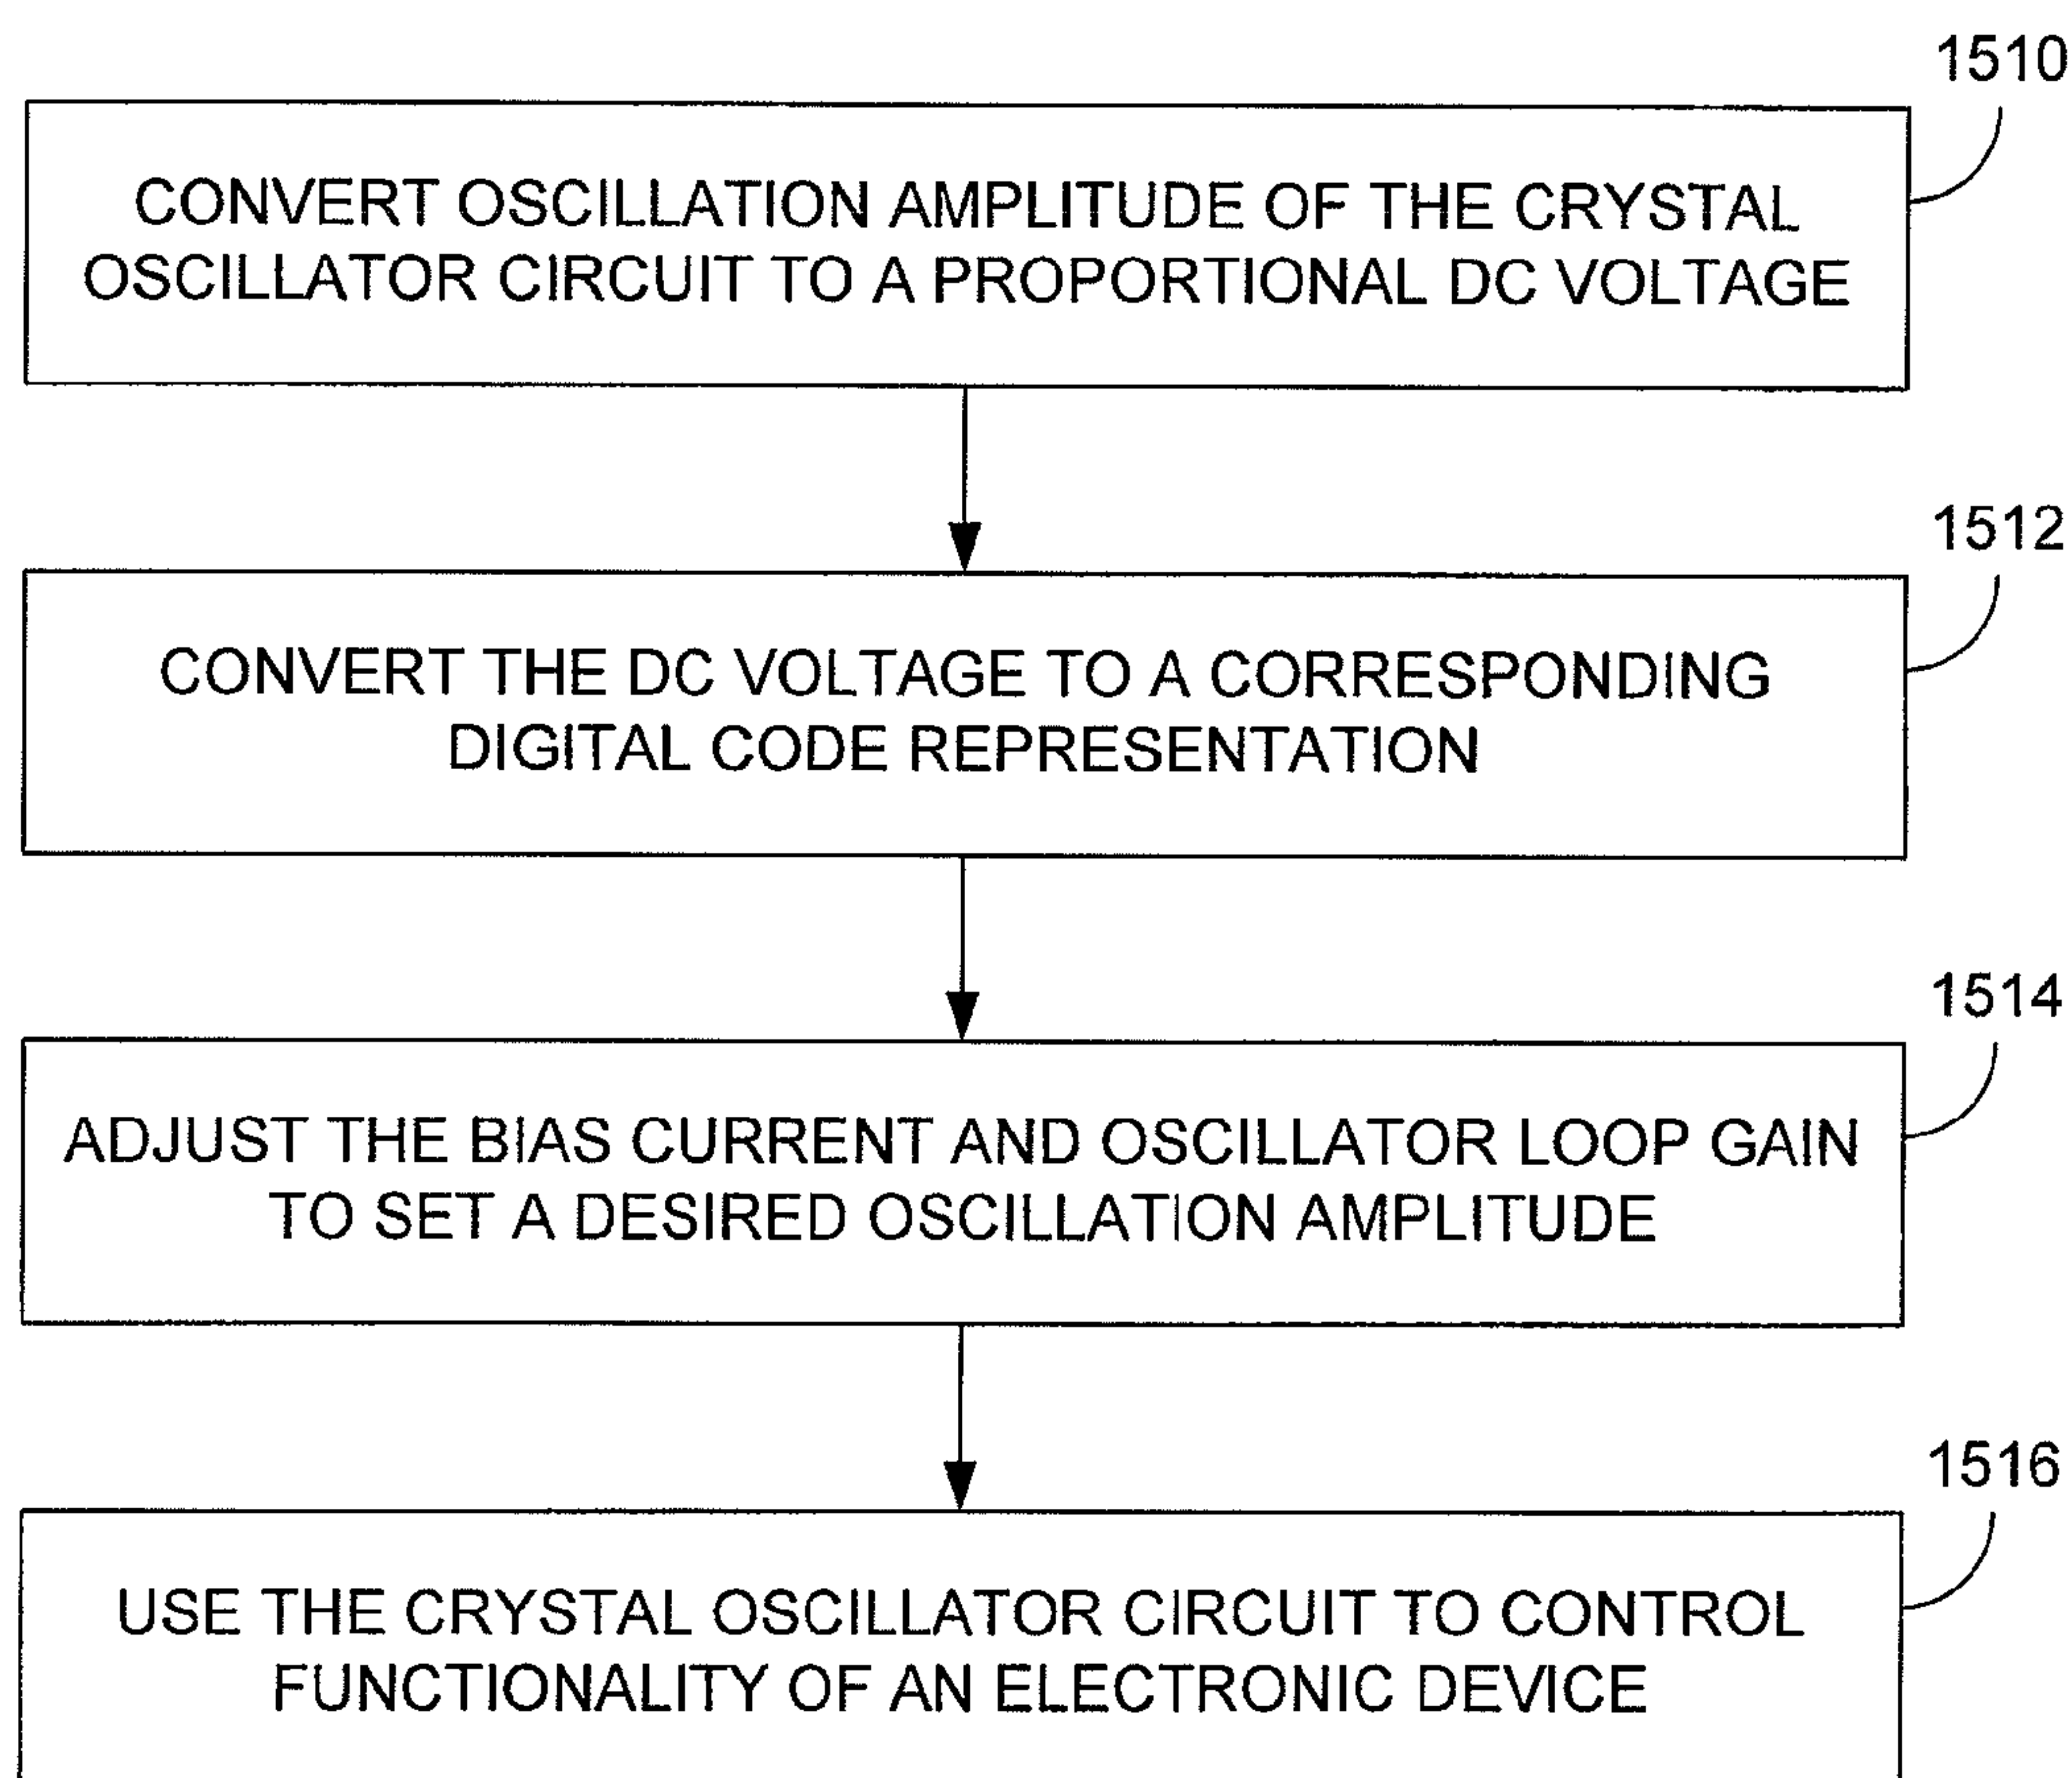 1510
CONVERT OSCILLATION AMPLITUDE OF THE CRYSTAL
OSCILLATOR CIRCUIT TO A PROPORTIONAL DC VOLTAGE
1512
CONVERT THE DC VOLTAGE TO A CORRESPONDING
DIGITAL CODE REPRESENTATION
1514
ADJUST THE BIAS CURRENT AND OSCILLATOR LOOP GAIN
TO SET A DESIRED OSCILLATION AMPLITUDE
1516
USE THE CRYSTAL OSCILLATOR CIRCUIT TO CONTROL
FUNCTIONALITY OF AN ELECTRONIC DEVICE